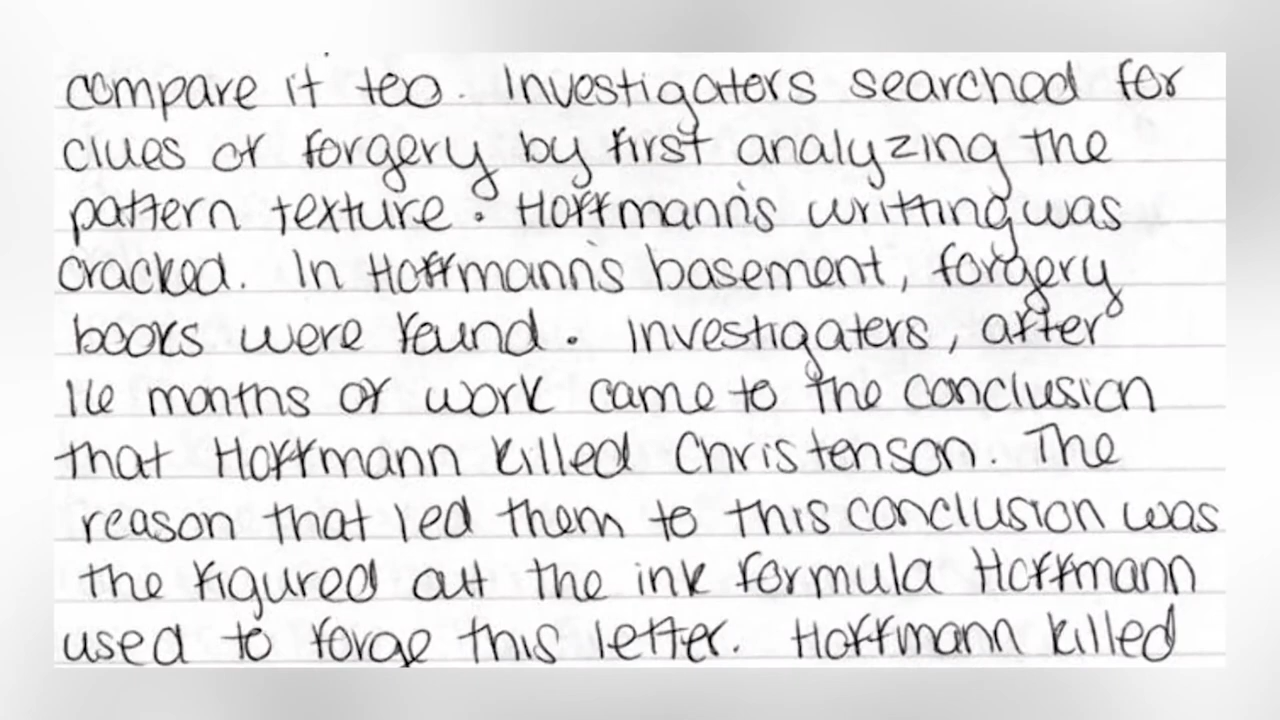 compare it too. Investigators searched for
clues of forgery by first analyzing the
pattern texture. Hoffmann's writting was
cracked. In Hoffmann's basement, forgery
books were found. Investigaters, after
16 months of work came to the conclusion
that Hoffmann killed Christenson. The
reason that led them to this conclusion was
the figured out the ink formula Hoffmann
used to forge this letter. Hoffmann killed